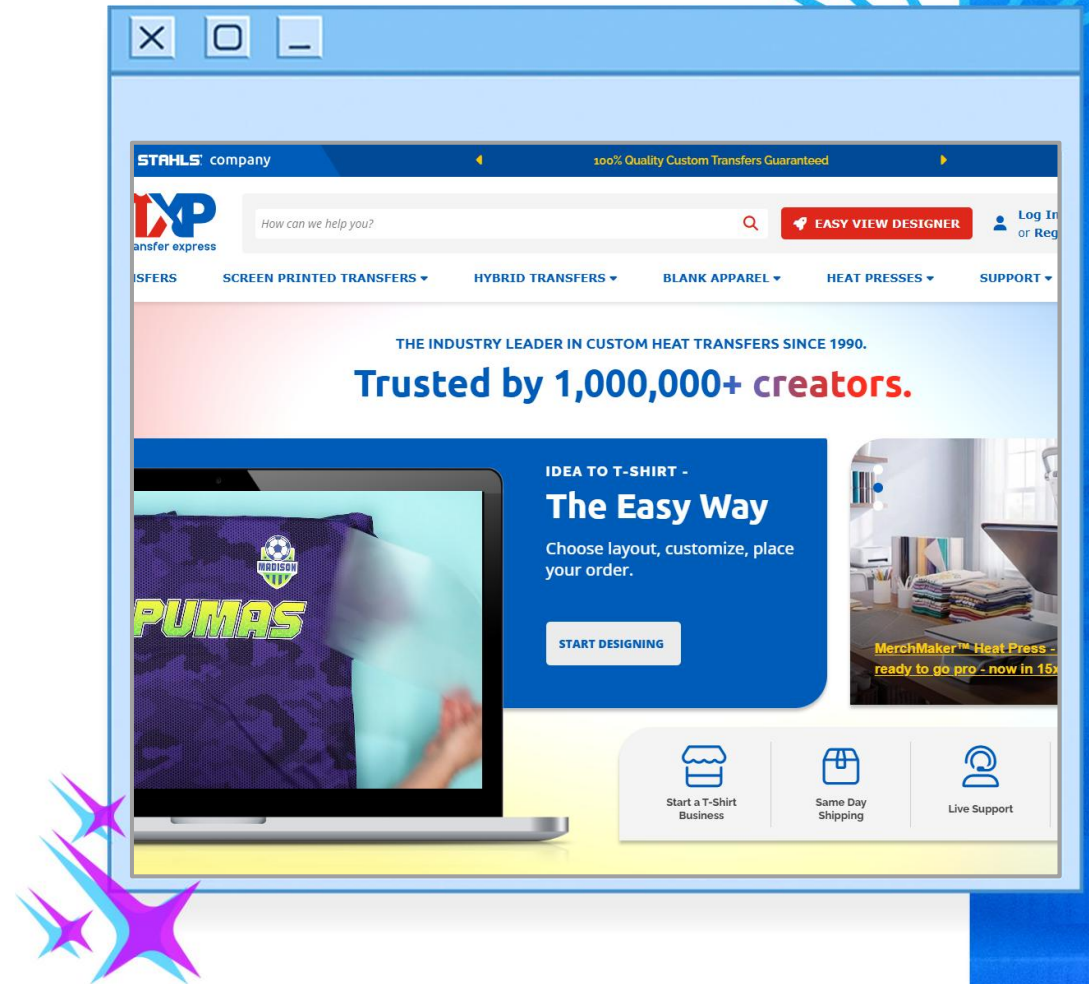 STAHLS' company
100% Quality Custom Transfers Guaranteed
TXP
ansfer express
How can we help you?
EASY VIEW DESIGNER
Log In
or Reg
SFERS
SCREEN PRINTED TRANSFERS
HYBRID TRANSFERS
BLANK APPAREL
HEAT PRESSES
SUPPORT
THE INDUSTRY LEADER IN CUSTOM HEAT TRANSFERS SINCE 1990.
Trusted by 1,000,000+ creators.
IDEA TO T-SHIRT -
The Easy Way
Choose layout, customize, place
your order.
START DESIGNING
MADISON
PUMAS
MerchMaker™ Heat Press -
ready to go pro - now in 15x
Start a T-Shirt
Business
Same Day
Shipping
Live Support